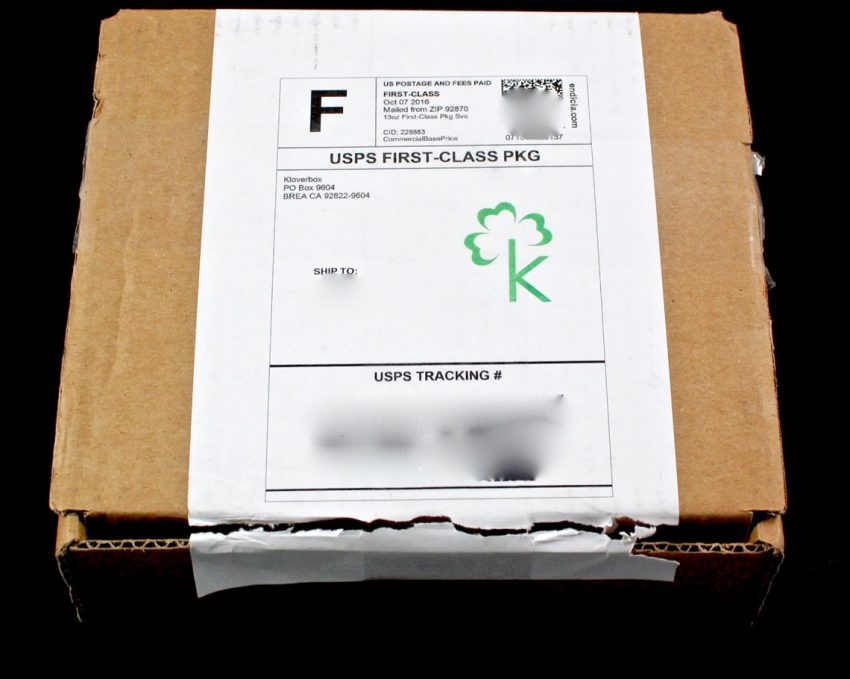 F
US POSTAGE AND FEES PAID
FIRST-CLASS
Oct 07 2016
Mailed from ZIP 92870
13oz First-Class Pkg Svc
CID: 225553
CommercialBasePrice
endicia.com
USPS FIRST-CLASS PKG
Kloverbox
PO Box 9604
BREA CA 92822-9604
k
SHIP TO:
USPS TRACKING #